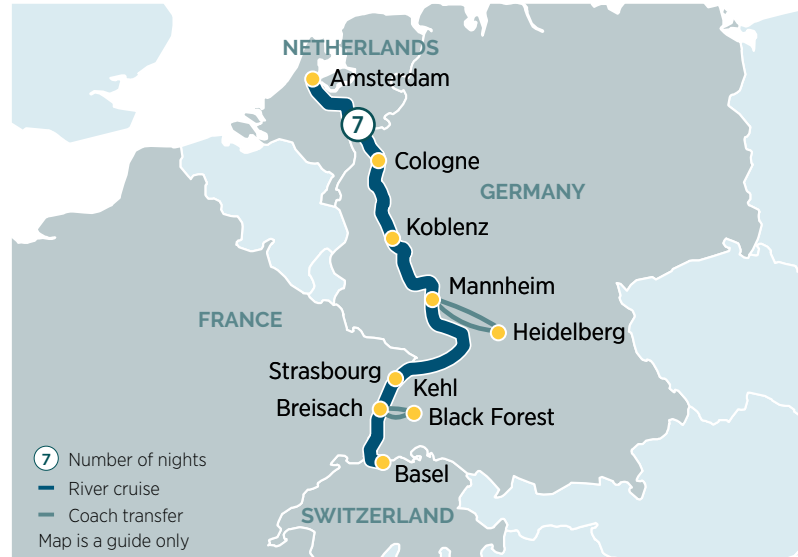 NETHERLANDS
Amsterdam
7
Cologne
GERMANY
Koblenz
Mannheim
FRANCE
Heidelberg
Strasbourg
Kehl
Breisach
Black Forest
Basel
SWITZERLAND
7 Number of nights
River cruise
Coach transfer
Map is a guide only